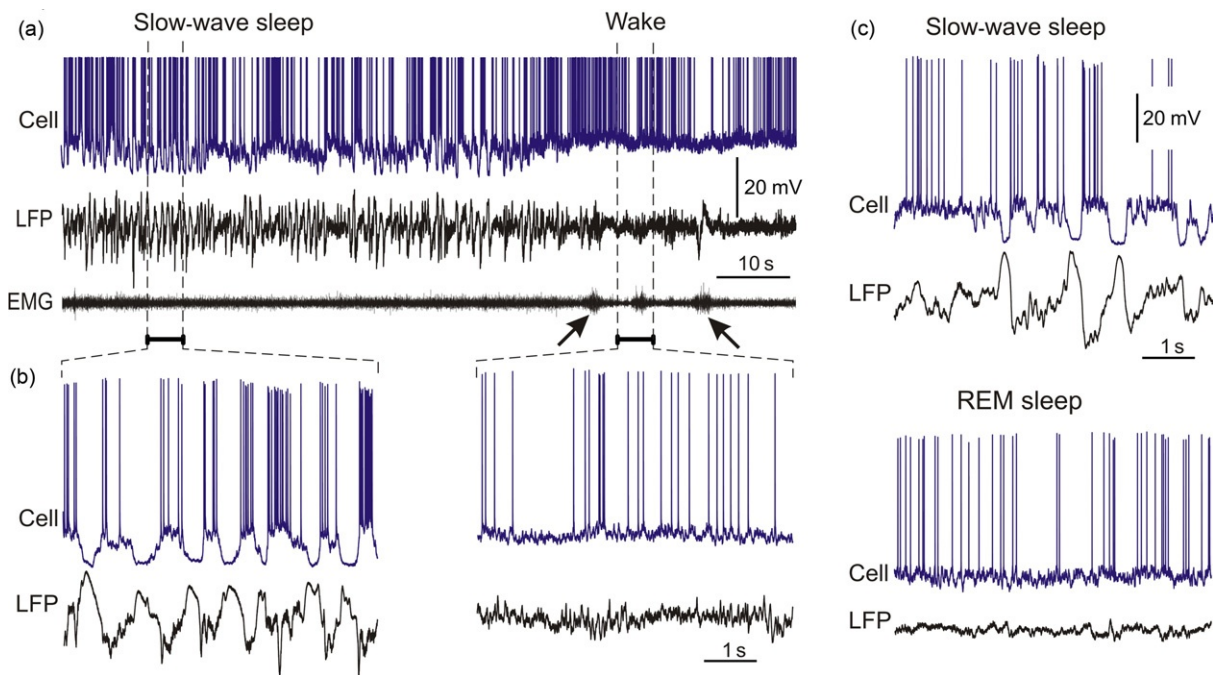 (a) Slow-wave sleep Wake
Cell
20 mV
LFP
10 s
EMG
(b)
Cell
LFP
1 s
(c)
Slow-wave sleep
20 mV
Cell
LFP
1 s
REM sleep
Cell
LFP